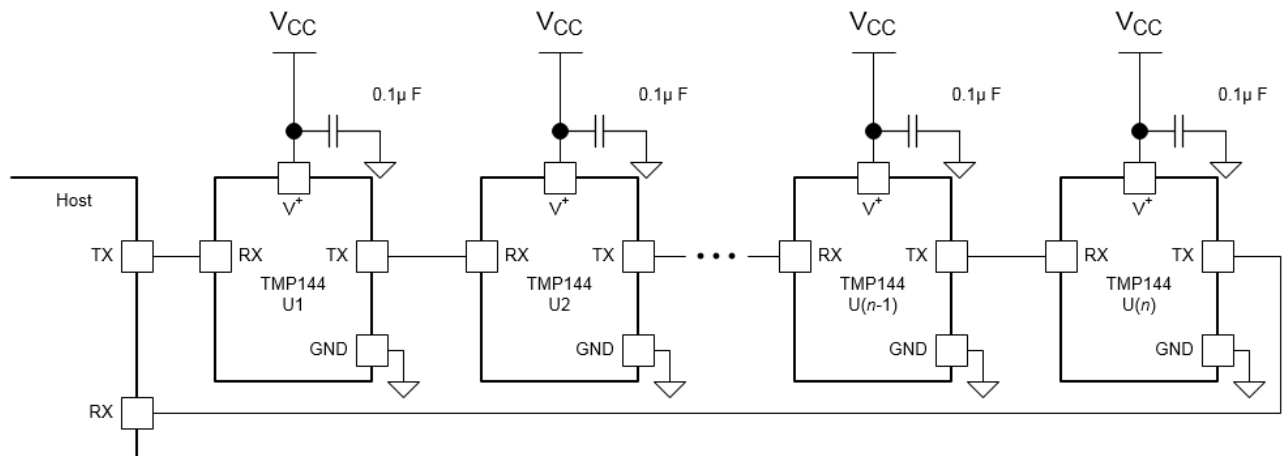 VCC
VCC
VCC
VCC
0.1µ F
0.1µ F
0.1µ F
0.1µ F
Host
V+
V+
V+
V+
TX
RX
TX
RX
TX
• • •
RX
TX
RX
TX
TMP144
U1
TMP144
U2
TMP144
U(n-1)
TMP144
U(n)
GND
GND
GND
GND
RX